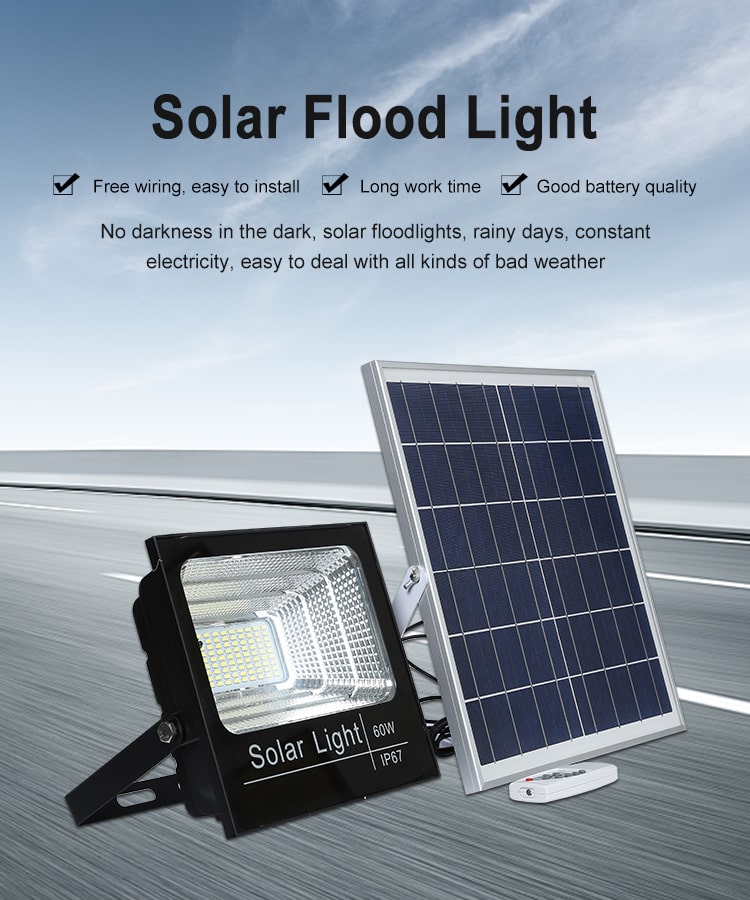 Solar Flood Light
Free wiring, easy to install Long work time Good battery quality
No darkness in the dark, solar floodlights, rainy days, constant
electricity, easy to deal with all kinds of bad weather
Solar Light 60W
IP67